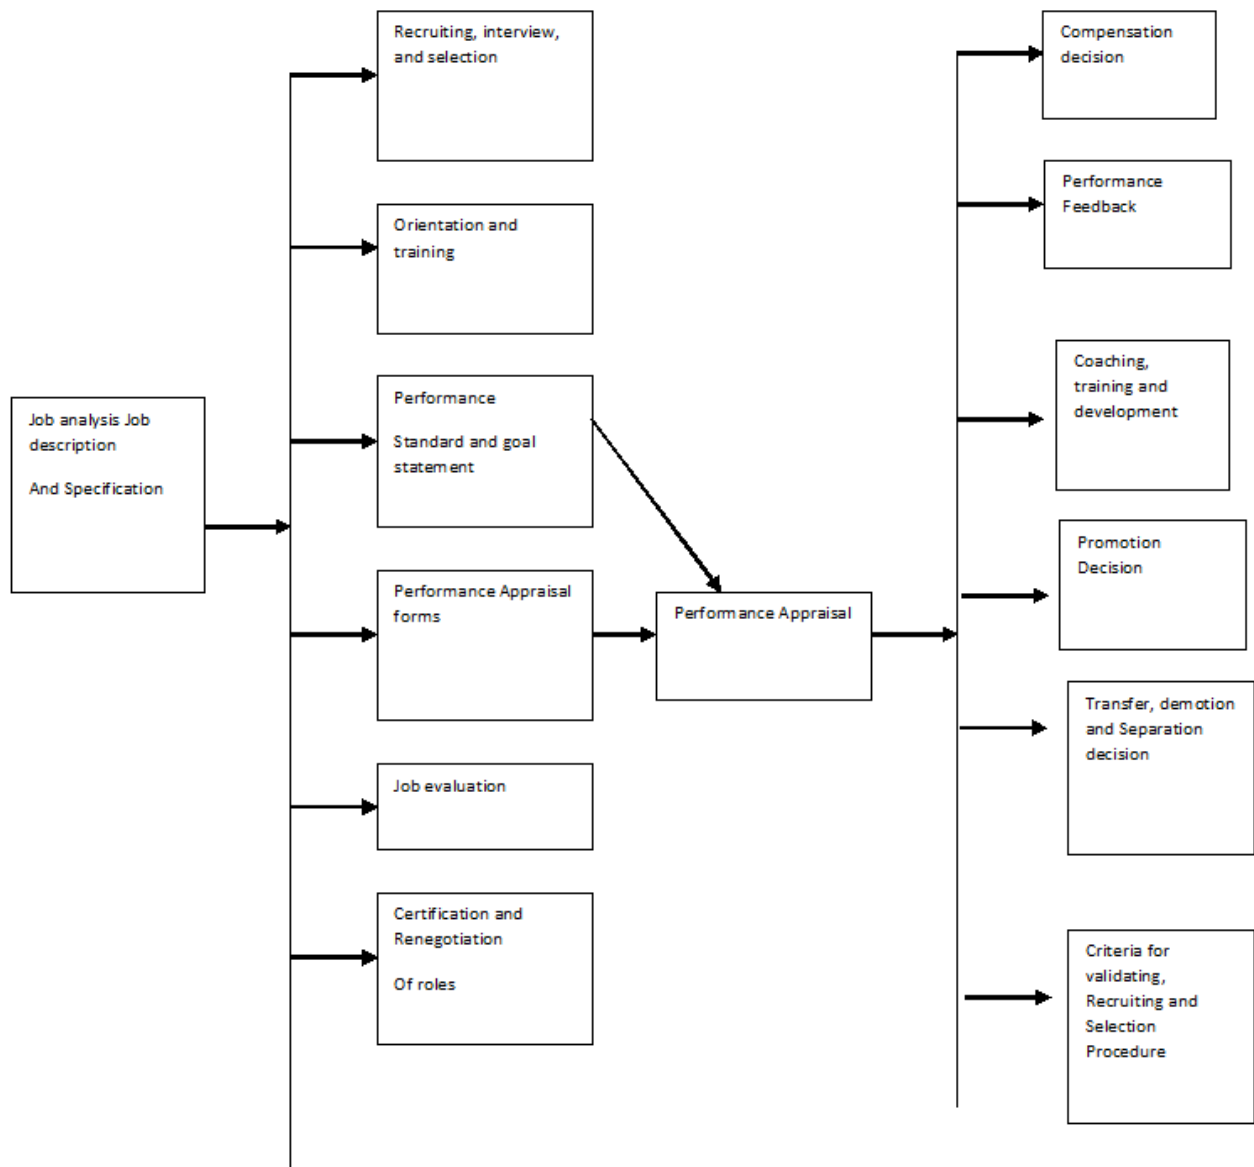 Recruiting, interview,
and selection
Orientation and
training
Performance
Standard and goal
statement
Job analysis Job
description
And Specification
Performance Appraisal
forms
Job evaluation
Certification and
Renegotiation
Of roles
Performance Appraisal
Compensation
decision
Performance
Feedback
Coaching,
training and
development
Promotion
Decision
Transfer, demotion
and Separation
decision
Criteria for
validating,
Recruiting and
Selection
Procedure